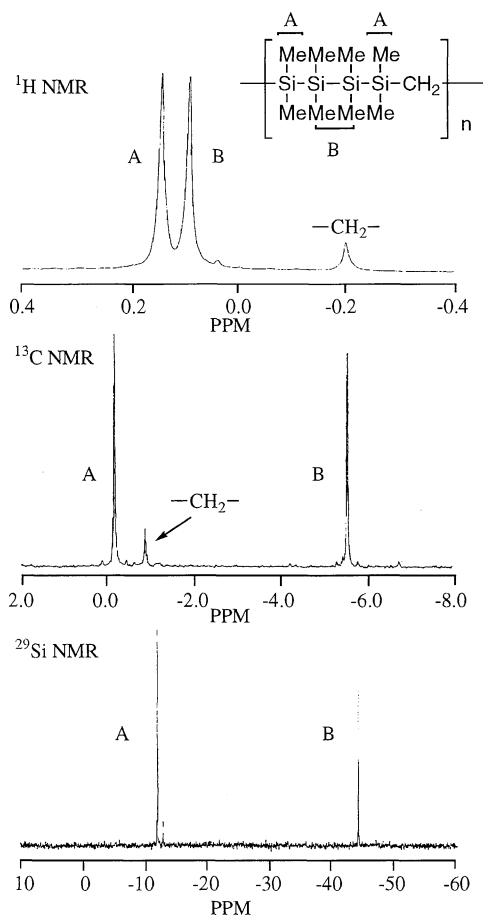 A A
MeMeMe Me
¹H NMR
Si—Si—Si—Si—CH₂
MeMeMeMe
n
B
A B
—CH₂—
0.4 0.2 0.0 -0.2 -0.4
PPM
¹³C NMR
A B
—CH₂—
2.0 0.0 -2.0 -4.0 -6.0 -8.0
PPM
²⁹Si NMR
A B
10 0 -10 -20 -30 -40 -50 -60
PPM